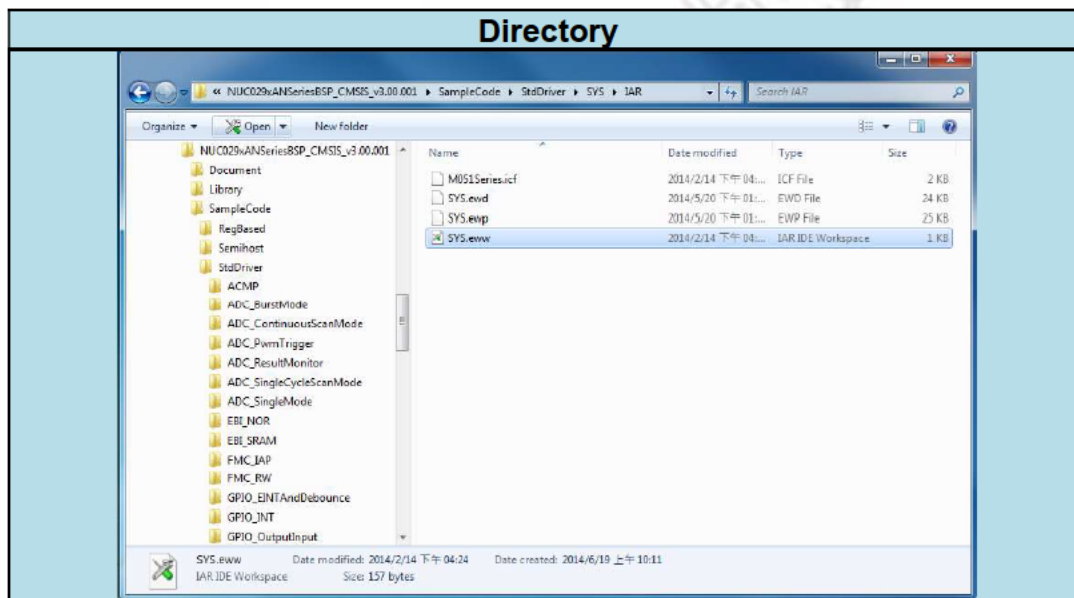 Directory
« NUC029xANSeriesBSP_CMSIS_v3.00.001 ▸ SampleCode ▸ StdDriver ▸ SYS ▸ IAR
Search IAR
Organize ▾ Open ▾ New folder
NUC029xANSeriesBSP_CMSIS_v3.00.001
Document
Library
SampleCode
RegBased
Semihost
StdDriver
ACMP
ADC_BurstMode
ADC_ContinuousScanMode
ADC_PwmTrigger
ADC_ResultMonitor
ADC_SingleCycleScanMode
ADC_SingleMode
EBI_NOR
EBI_SRAM
FMC_IAP
FMC_RW
GPIO_EINTAndDebounce
GPIO_INT
GPIO_OutputInput
Name Date modified Type Size
M051Series.icf 2014/2/14 下午 04:... ICF File 2 KB
SYS.ewd 2014/5/20 下午 01:... EWD File 24 KB
SYS.ewp 2014/5/20 下午 01:... EWP File 25 KB
SYS.eww 2014/2/14 下午 04:... IAR IDE Workspace 1 KB
SYS.eww Date modified: 2014/2/14 下午 04:24 Date created: 2014/6/19 上午 10:11
IAR IDE Workspace Size: 157 bytes